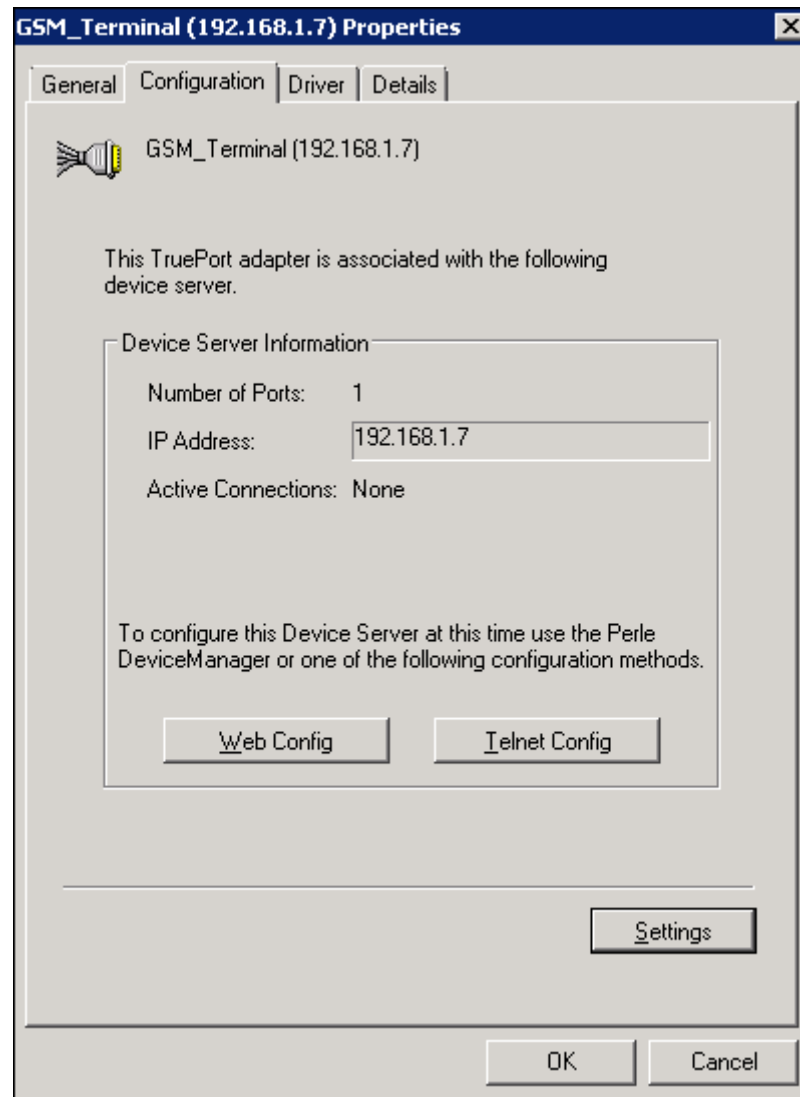 GSM_Terminal (192.168.1.7) Properties
General Configuration Driver Details
GSM_Terminal (192.168.1.7)
This TruePort adapter is associated with the following
device server.
Device Server Information
Number of Ports: 1
IP Address: 192.168.1.7
Active Connections: None
To configure this Device Server at this time use the Perle
DeviceManager or one of the following configuration methods.
Web Config Telnet Config
Settings
OK Cancel